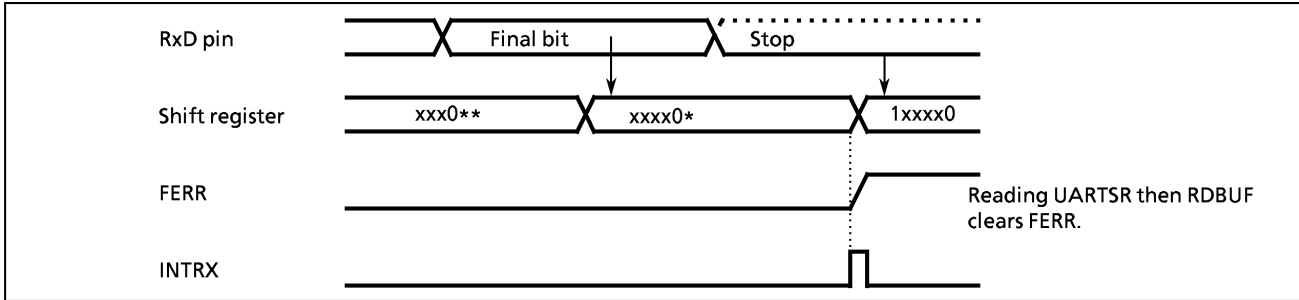 RxD pin
Final bit
Stop
Shift register
xxx0**
xxxx0*
1xxxx0
FERR
Reading UARTSR then RDBUF
clears FERR.
INTRX